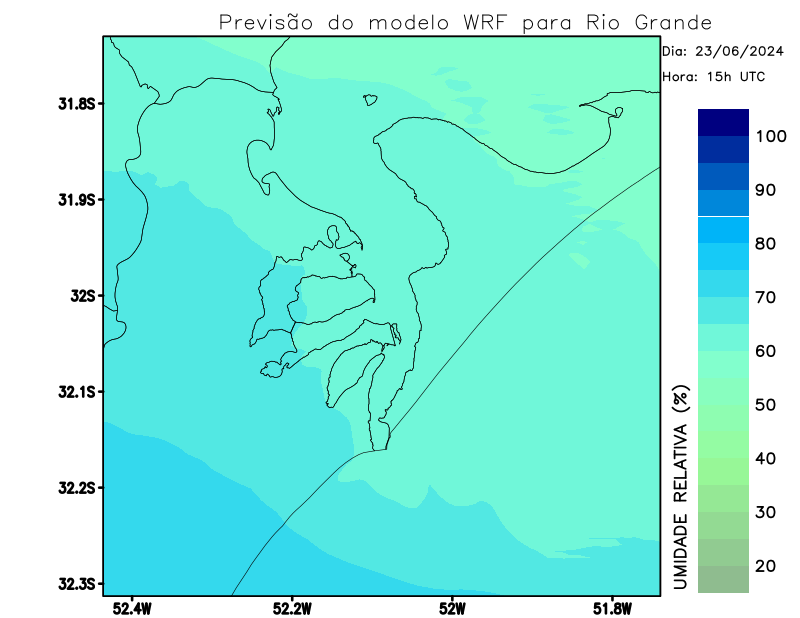 Previsão do modelo WRF para Rio Grande
Dia: 23/06/2024
Hora: 15h UTC
31.8S
31.9S
32S
32.1S
32.2S
32.3S
52.4W
52.2W
52W
51.8W
100
90
80
70
60
50
40
30
20
UMIDADE RELATIVA (%)